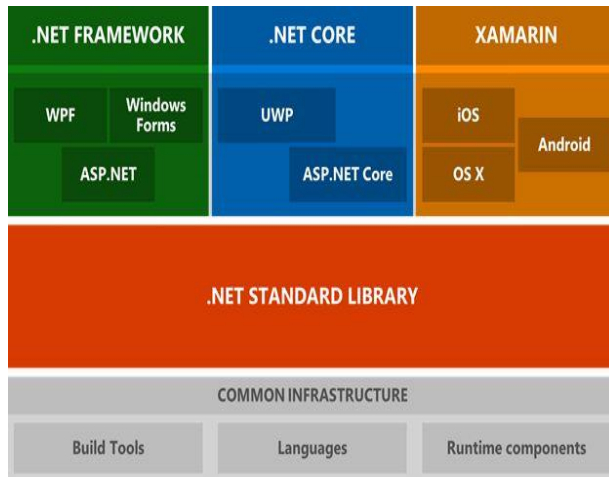 .NET FRAMEWORK
.NET CORE
XAMARIN
WPF
Windows
Forms
ASP.NET
UWP
ASP.NET Core
iOS
Android
OS X
.NET STANDARD LIBRARY
COMMON INFRASTRUCTURE
Build Tools
Languages
Runtime components